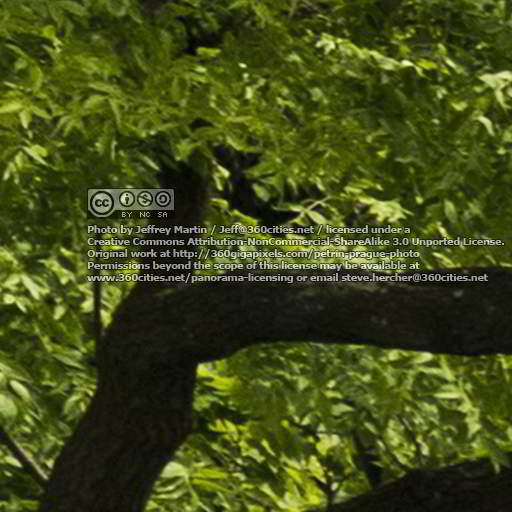 cc
BY NC SA
Photo by Jeffrey Martin / Jeff@360cities.net / licensed under a
Creative Commons Attribution-NonCommercial-ShareAlike 3.0 Unported License.
Original work at http://360gigapixels.com/petrin-prague-photo
Permissions beyond the scope of this license may be available at
www.360cities.net/panorama-licensing or email steve.hercher@360cities.net